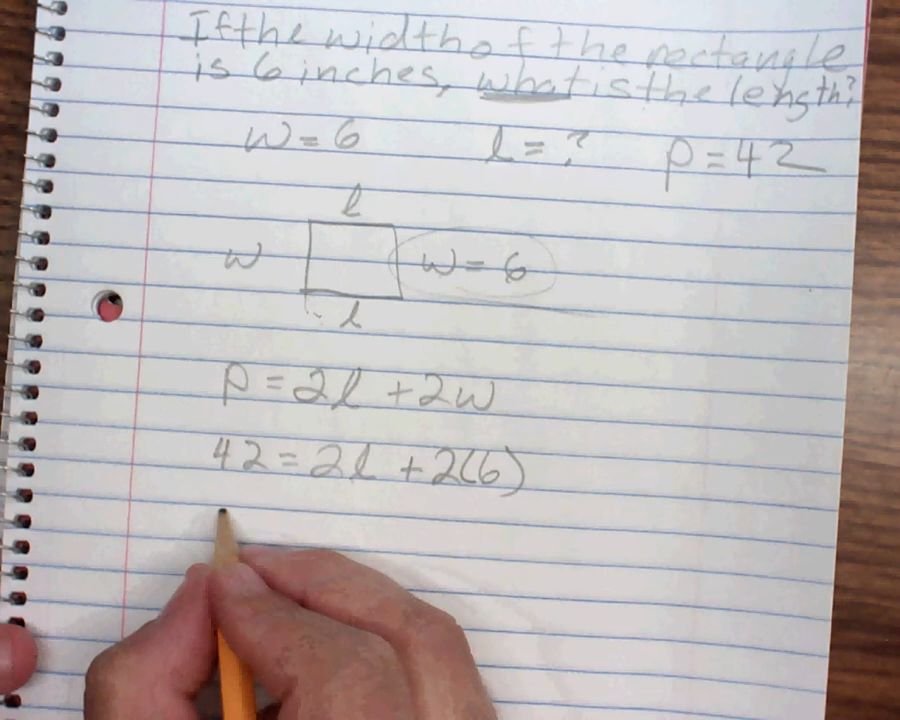 If the width of the rectangle
is 6 inches, what is the length?
w = 6 l = ? P = 42
l
w w = 6
l
P = 2l + 2w
42 = 2l + 2(6)